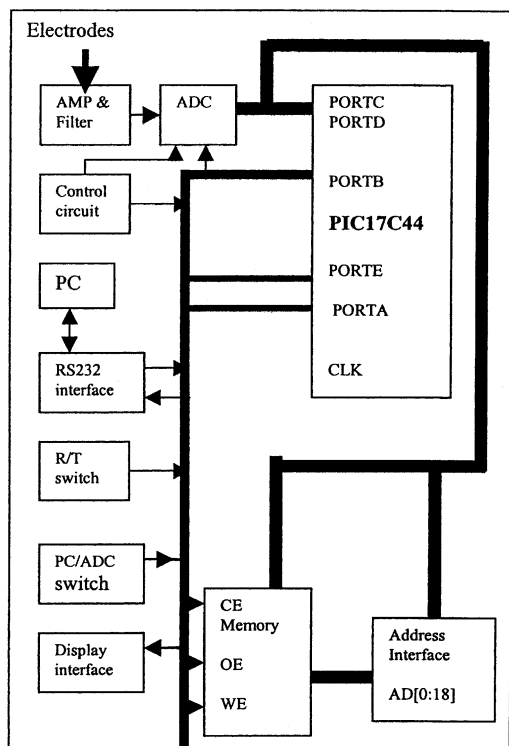 Electrodes
AMP &
Filter
ADC
PORTC
PORTD
Control
circuit
PORTB
PIC17C44
PORTE
PC
PORTA
RS232
interface
CLK
R/T
switch
PC/ADC
switch
CE
Memory
OE
WE
Address
Interface
AD[0:18]
Display
interface